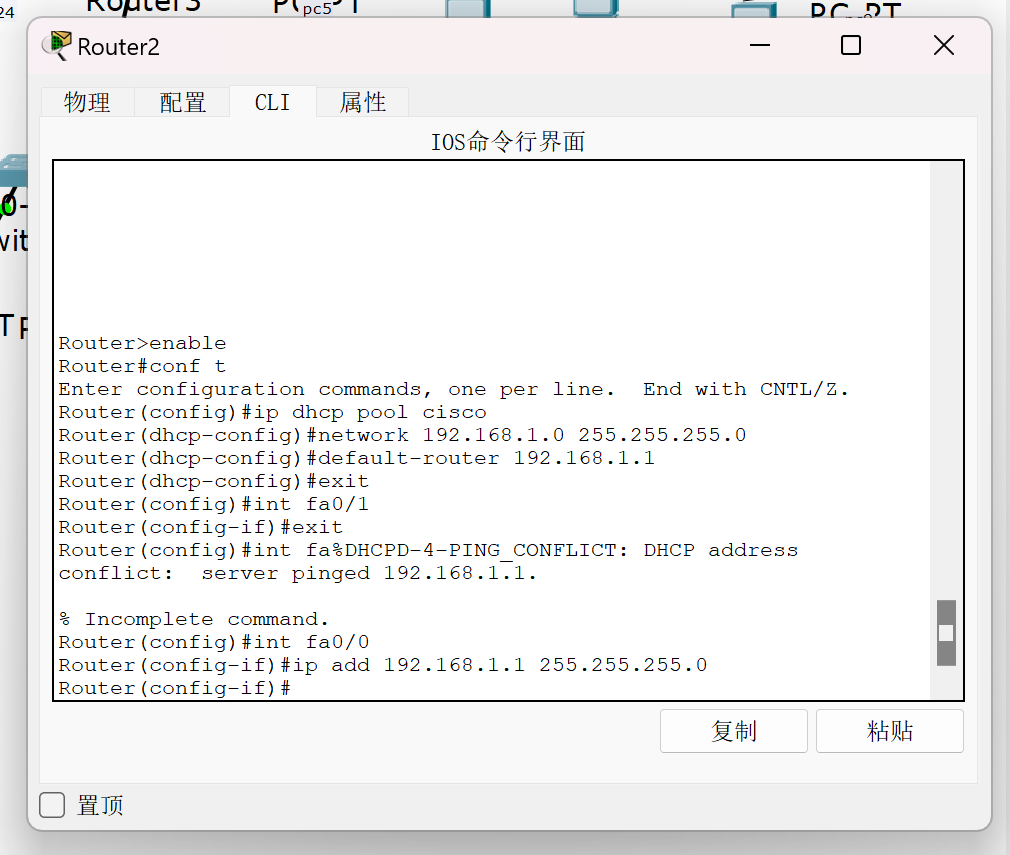 24
Router3
pc5
PC-PT
Router2
物理 配置 CLI 属性
IOS命令行界面
Router>enable
Router#conf t
Enter configuration commands, one per line.  End with CNTL/Z.
Router(config)#ip dhcp pool cisco
Router(dhcp-config)#network 192.168.1.0 255.255.255.0
Router(dhcp-config)#default-router 192.168.1.1
Router(dhcp-config)#exit
Router(config)#int fa0/1
Router(config-if)#exit
Router(config)#int fa%DHCPD-4-PING_CONFLICT: DHCP address
conflict:  server pinged 192.168.1.1.
% Incomplete command.
Router(config)#int fa0/0
Router(config-if)#ip add 192.168.1.1 255.255.255.0
Router(config-if)#
复制 粘贴
置顶